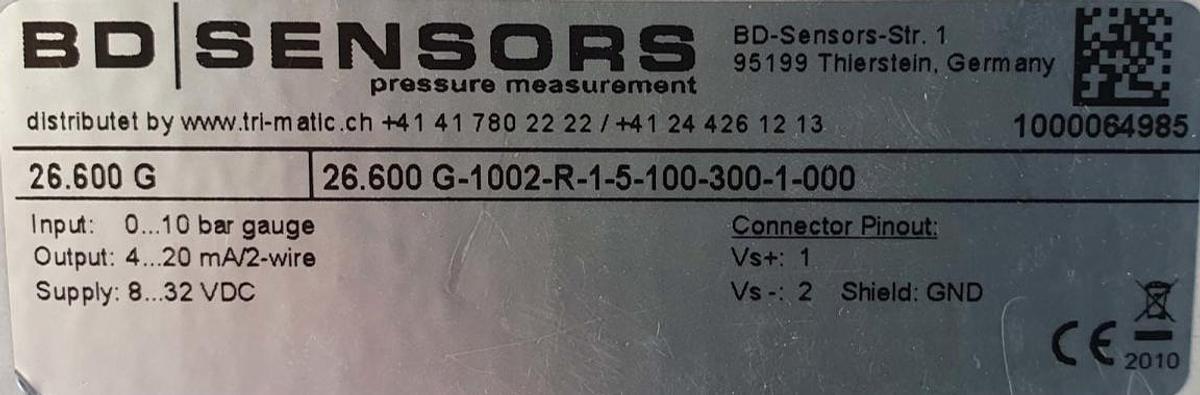 BD|SENSORS
pressure measurement
BD-Sensors-Str. 1
95199 Thierstein, Germany
distributet by www.tri-matic.ch +41 41 780 22 22 / +41 24 426 12 13
1000064985
26.600 G
26.600 G-1002-R-1-5-100-300-1-000
Input: 0...10 bar gauge
Output: 4...20 mA/2-wire
Supply: 8...32 VDC
Connector Pinout:
Vs+: 1
Vs -: 2 Shield: GND
CE
2010